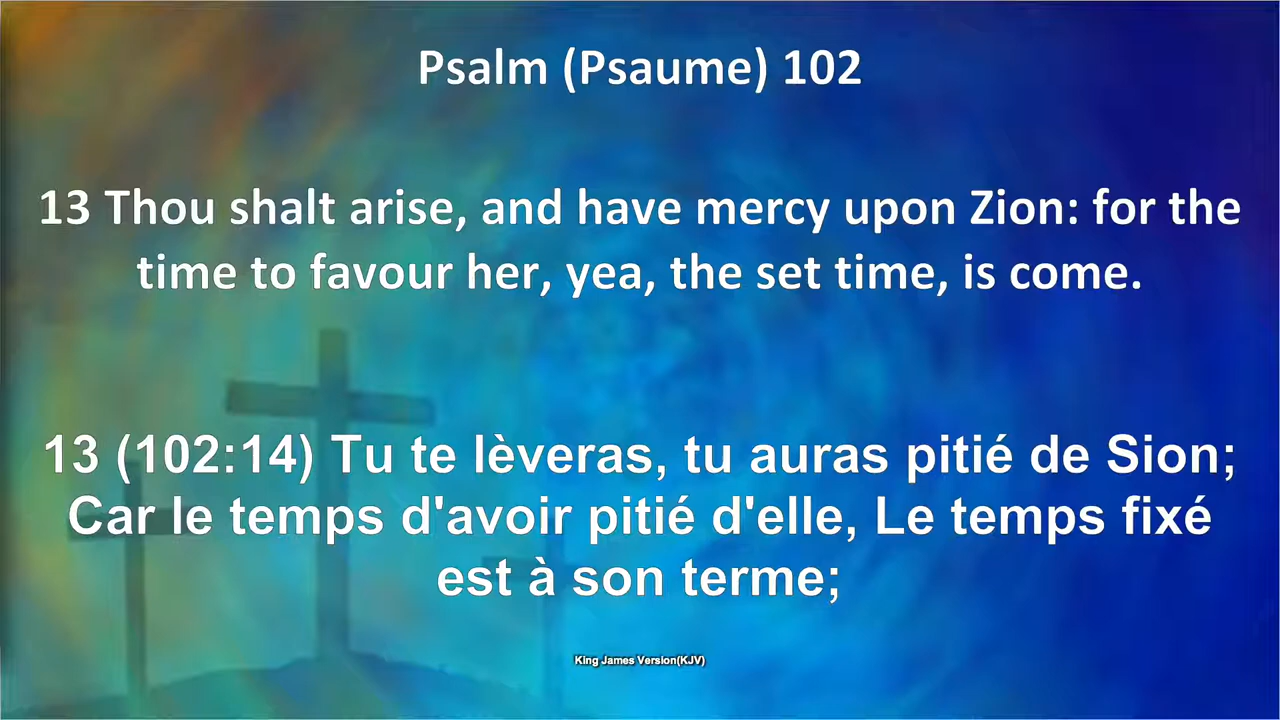 Psalm (Psaume) 102
13 Thou shalt arise, and have mercy upon Zion: for the
time to favour her, yea, the set time, is come.
13 (102:14) Tu te lèveras, tu auras pitié de Sion;
Car le temps d'avoir pitié d'elle, Le temps fixé
est à son terme;
King James Version(KJV)